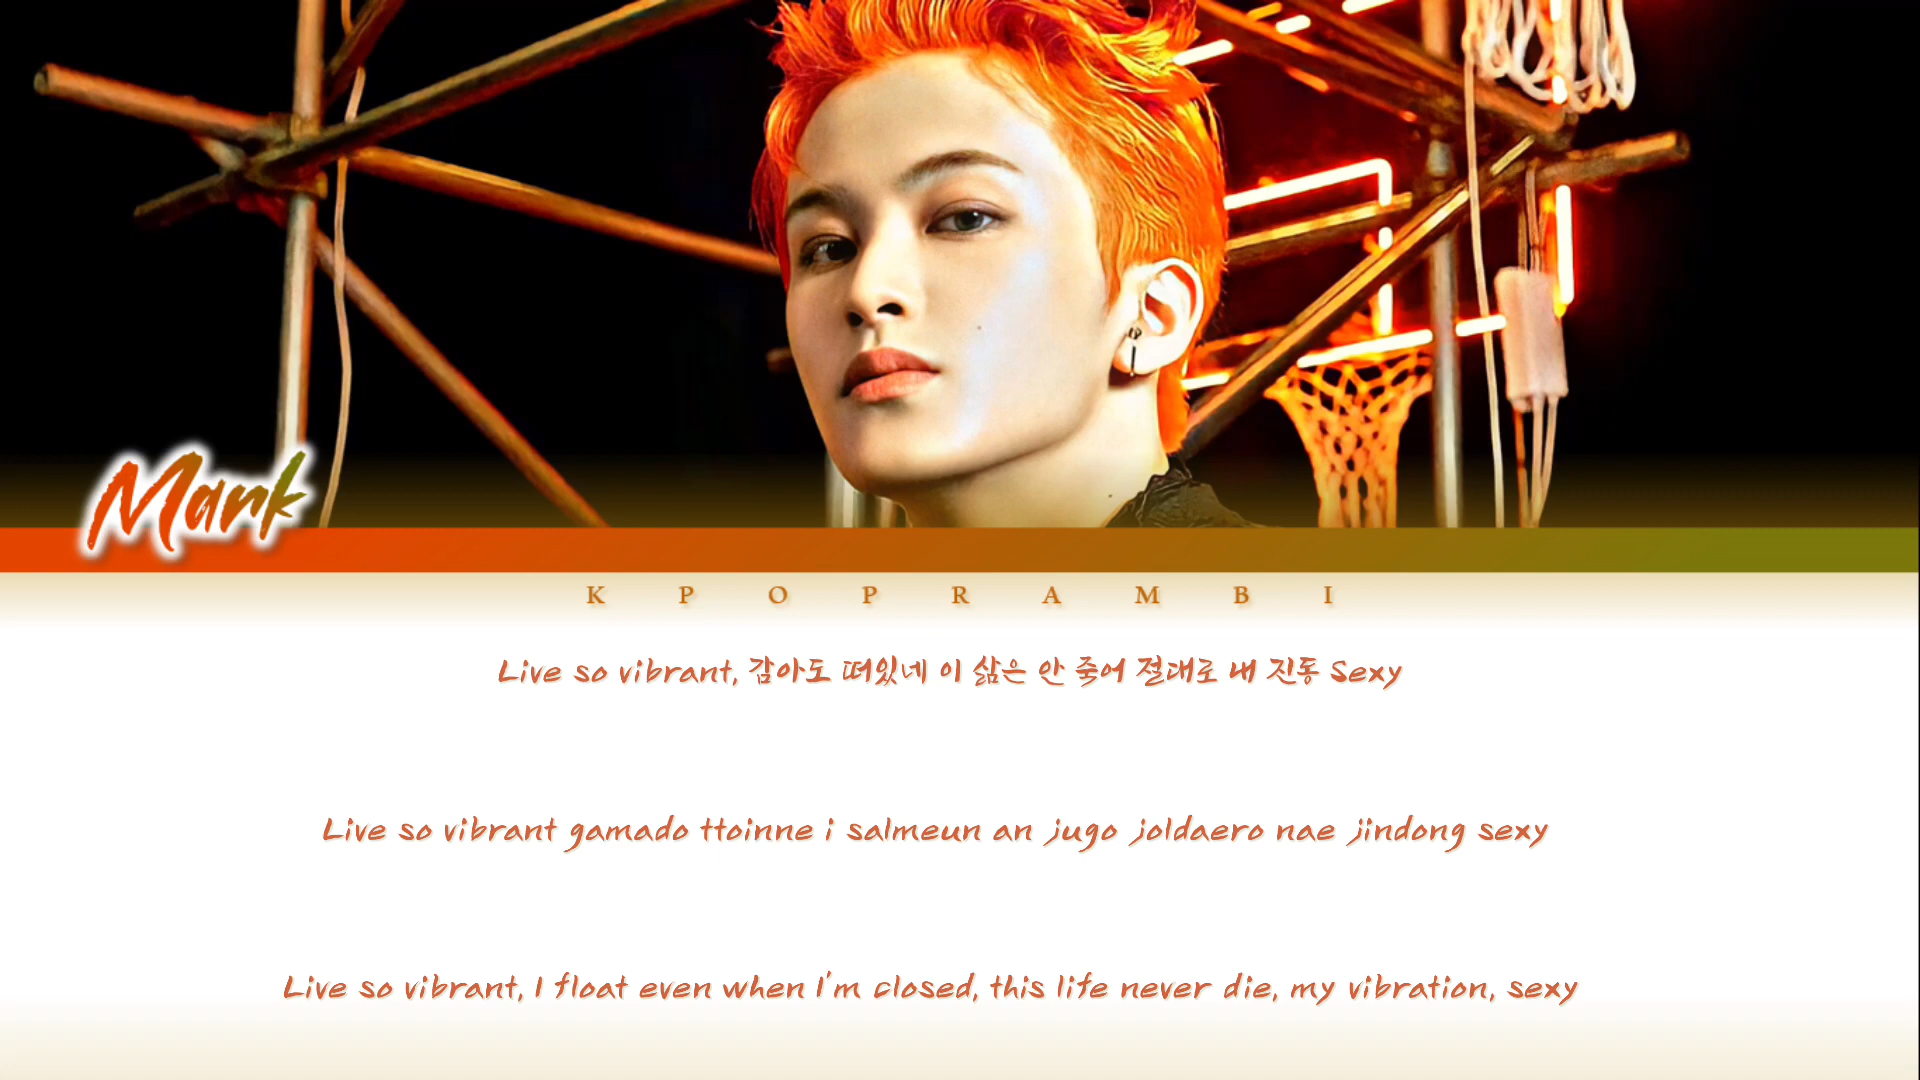 Mark
K P O P R A M B I
Live so vibrant, 감아도 떠있네 이 삶은 안 죽어 절대로 내 진동 Sexy
Live so vibrant gamado ttoinne i salmeun an jugo joldaero nae jindong sexy
Live so vibrant, I float even when I'm closed, this life never die, my vibration, sexy